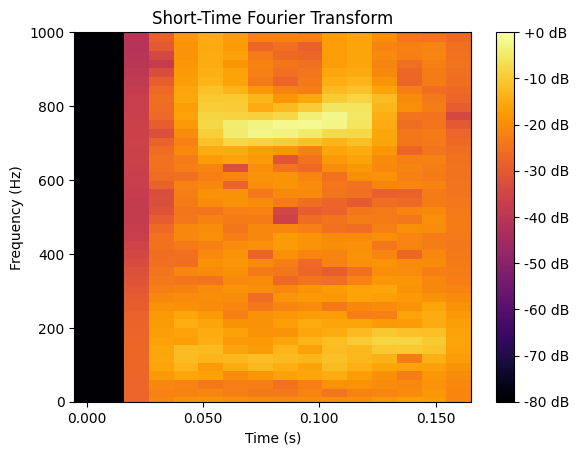 Short-Time Fourier Transform
1000
800
600
400
200
0
Frequency (Hz)
0.000
0.050
0.100
0.150
Time (s)
+0 dB
-10 dB
-20 dB
-30 dB
-40 dB
-50 dB
-60 dB
-70 dB
-80 dB